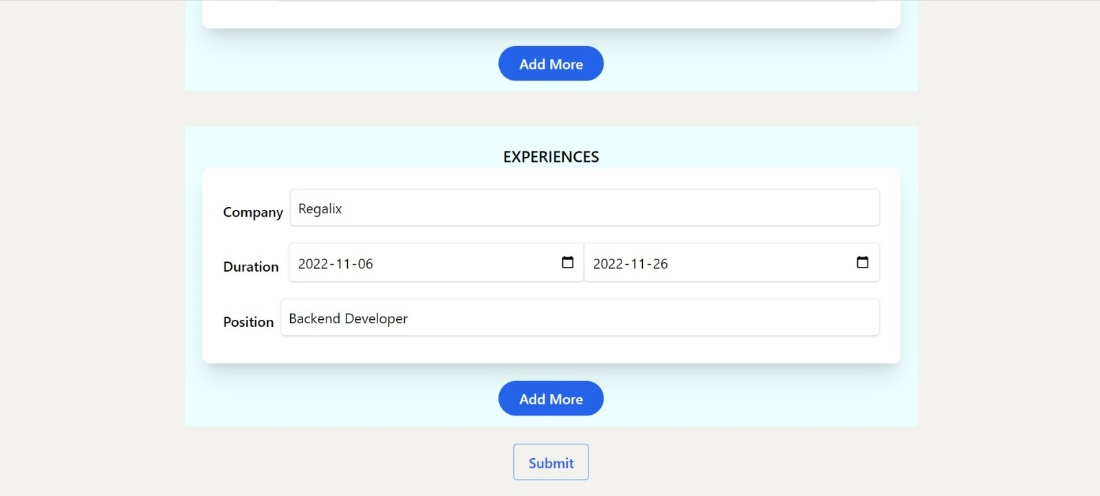 Add More
EXPERIENCES
Company Regalix
Duration 2022-11-06 2022-11-26
Position Backend Developer
Add More
Submit